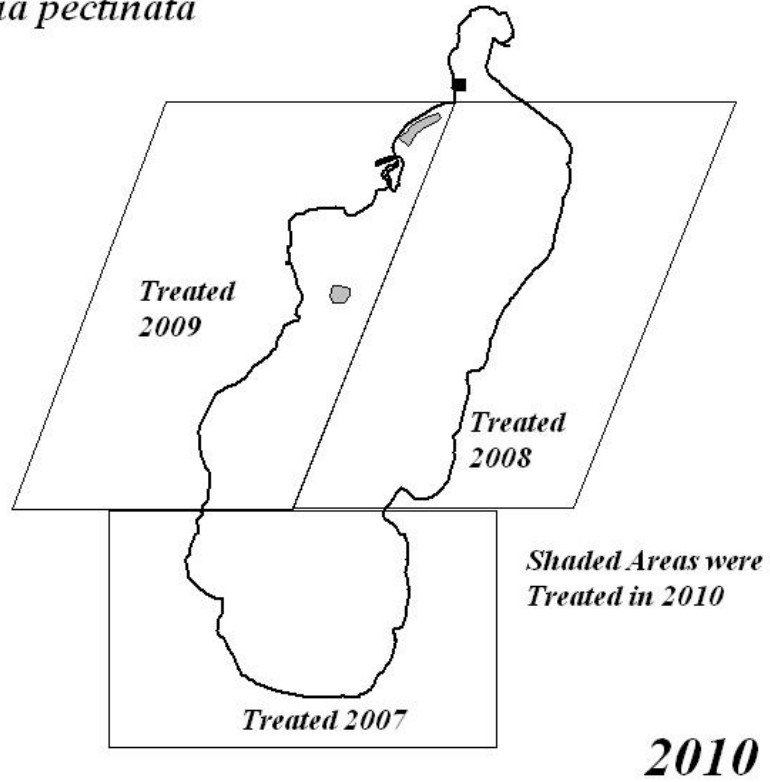 pectinata
Treated
2009
Treated
2008
Shaded Areas were
Treated in 2010
Treated 2007
2010